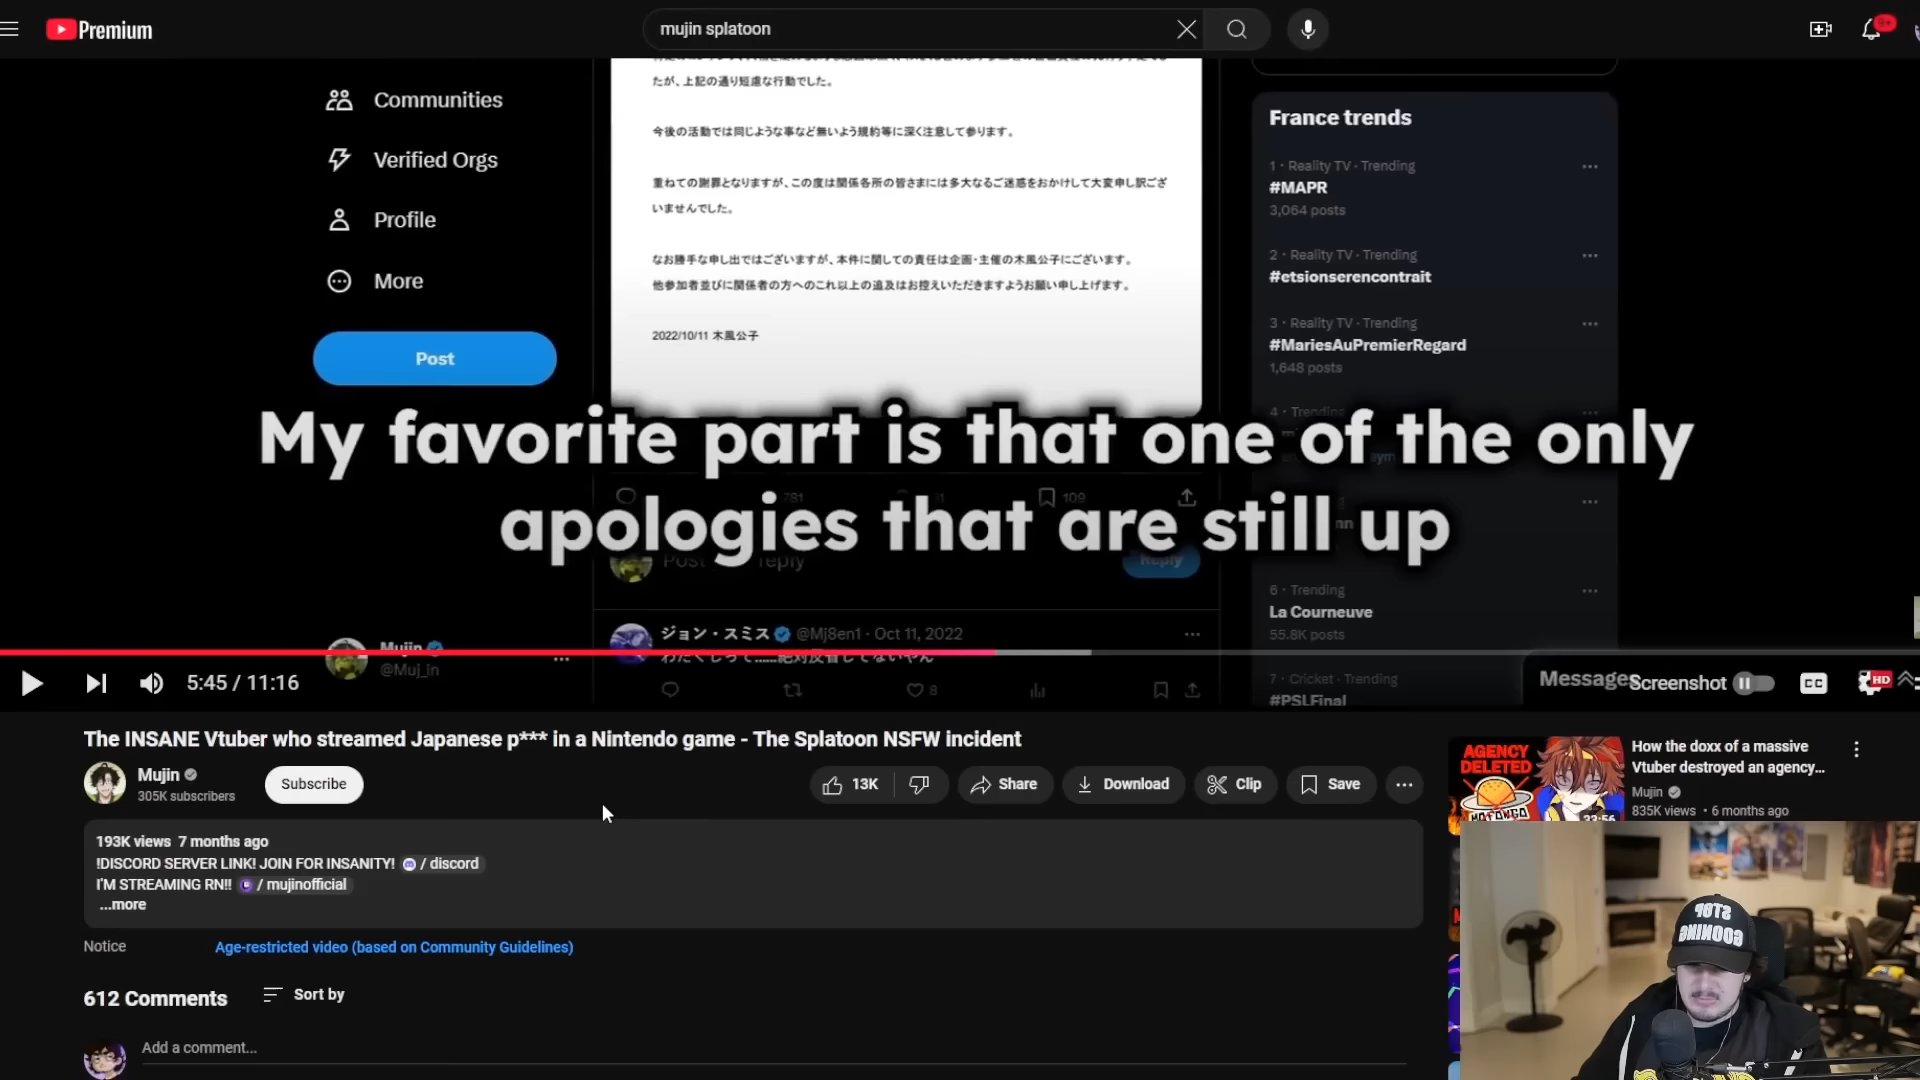 Premium
mujin splatoon
9+
Communities
Verified Orgs
Profile
More
Post
たが、上記の通り短慮な行動でした。
今後の活動では同じような事など無いよう規約等に深く注意して参ります。
重ねての謝罪となりますが、この度は関係各所の皆さまには多大なるご迷惑をおかけして大変申し訳ござ
いませんでした。
なお勝手な申し出ではございますが、本件に関しての責任は企画・主催の木風公子にございます。
他参加者並びに関係者の方へのこれ以上の追及はお控えいただきますようお願い申し上げます。
2022/10/11 木風公子
France trends
1 · Reality TV · Trending
#MAPR
3,064 posts
2 · Reality TV · Trending
#etsionserencontrait
3 · Reality TV · Trending
#MariesAuPremierRegard
1,648 posts
4 · Trending
My favorite part is that one of the only
apologies that are still up
781
109
Post reply
Reply
6 · Trending
La Courneuve
55.8K posts
7 · Cricket · Trending
#PSLFinal
Mujin
@Muj_in
ジョン・スミス @Mj8en1 · Oct 11, 2022
わたくしって......絶対反省してないやん
8
Messages
5:45 / 11:16
Screenshot
CC
HD
The INSANE Vtuber who streamed Japanese p*** in a Nintendo game - The Splatoon NSFW incident
Mujin
305K subscribers
Subscribe
13K
Share
Download
Clip
Save
193K views 7 months ago
!DISCORD SERVER LINK! JOIN FOR INSANITY! / discord
I'M STREAMING RN!! / mujinofficial
...more
Notice
Age-restricted video (based on Community Guidelines)
612 Comments
Sort by
Add a comment...
AGENCY
DELETED
How the doxx of a massive
Vtuber destroyed an agency...
Mujin
835K views · 6 months ago
STOP
GOONING